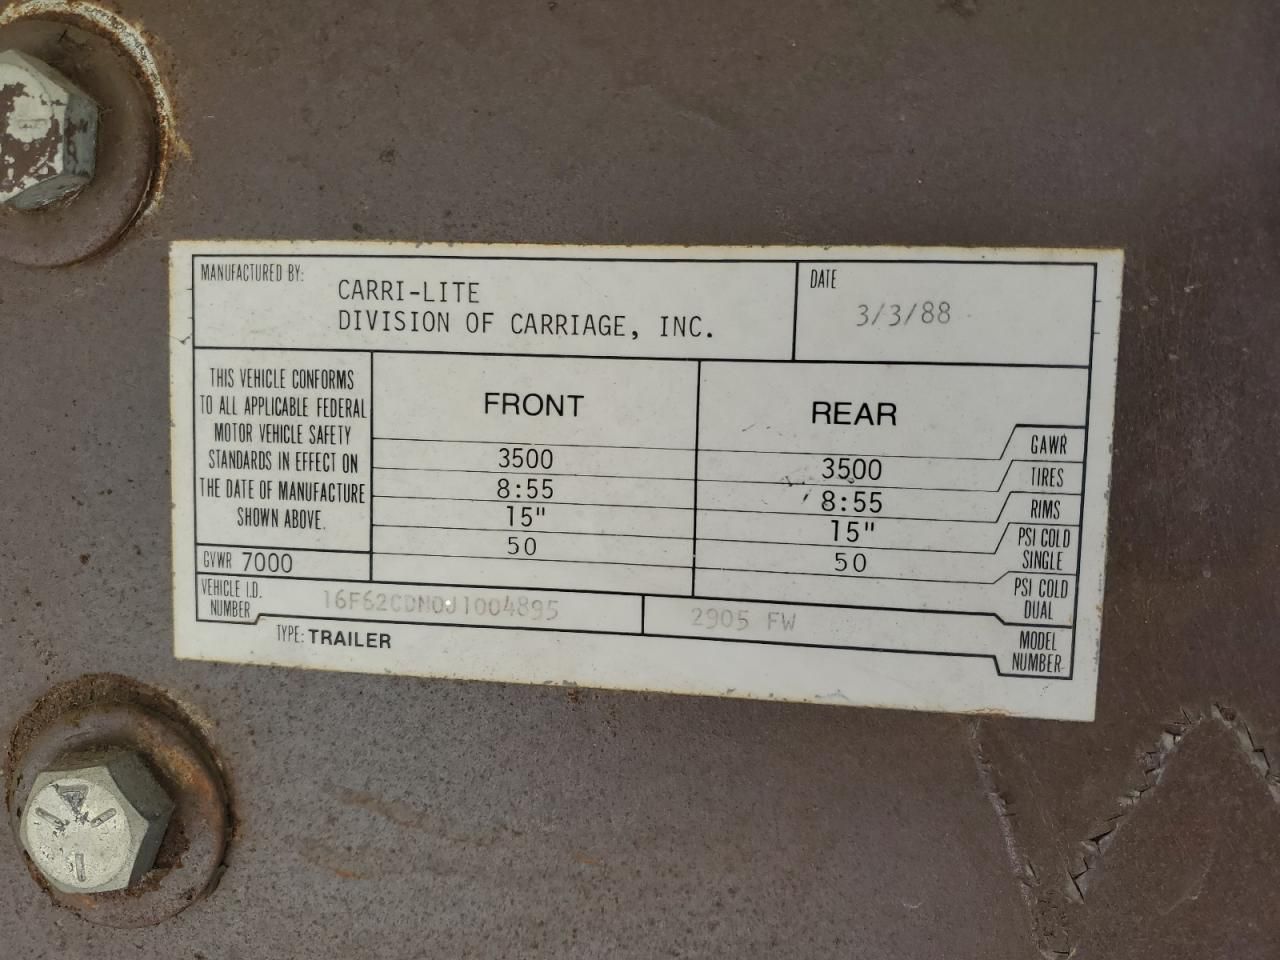 MANUFACTURED BY:
CARRI-LITE
DIVISION OF CARRIAGE, INC.
DATE
3/3/88
THIS VEHICLE CONFORMS
TO ALL APPLICABLE FEDERAL
MOTOR VEHICLE SAFETY
STANDARDS IN EFFECT ON
THE DATE OF MANUFACTURE
SHOWN ABOVE.
FRONT
REAR
3500
3500
GAWR
8:55
8:55
TIRES
15"
15"
RIMS
50
50
PSI COLD
SINGLE
PSI COLD
DUAL
GVWR 7000
VEHICLE I.D.
NUMBER
16F62CDN0J1004895
2905 FW
MODEL
NUMBER
TYPE: TRAILER